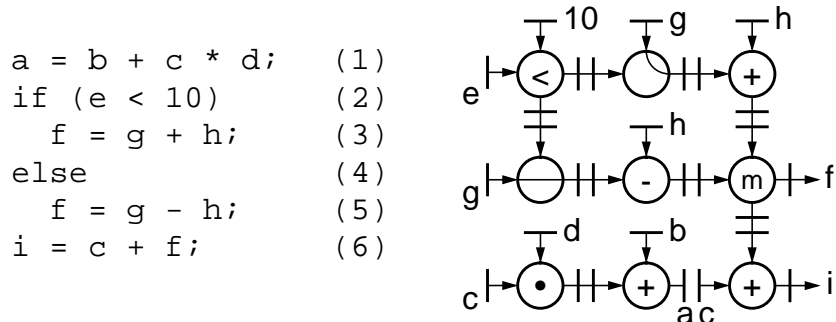 a = b + c * d; (1)
if (e < 10) (2)
f = g + h; (3)
else (4)
f = g - h; (5)
i = c + f; (6)
10 g h
e < +
h
g - m f
d b
c • + + i
a c